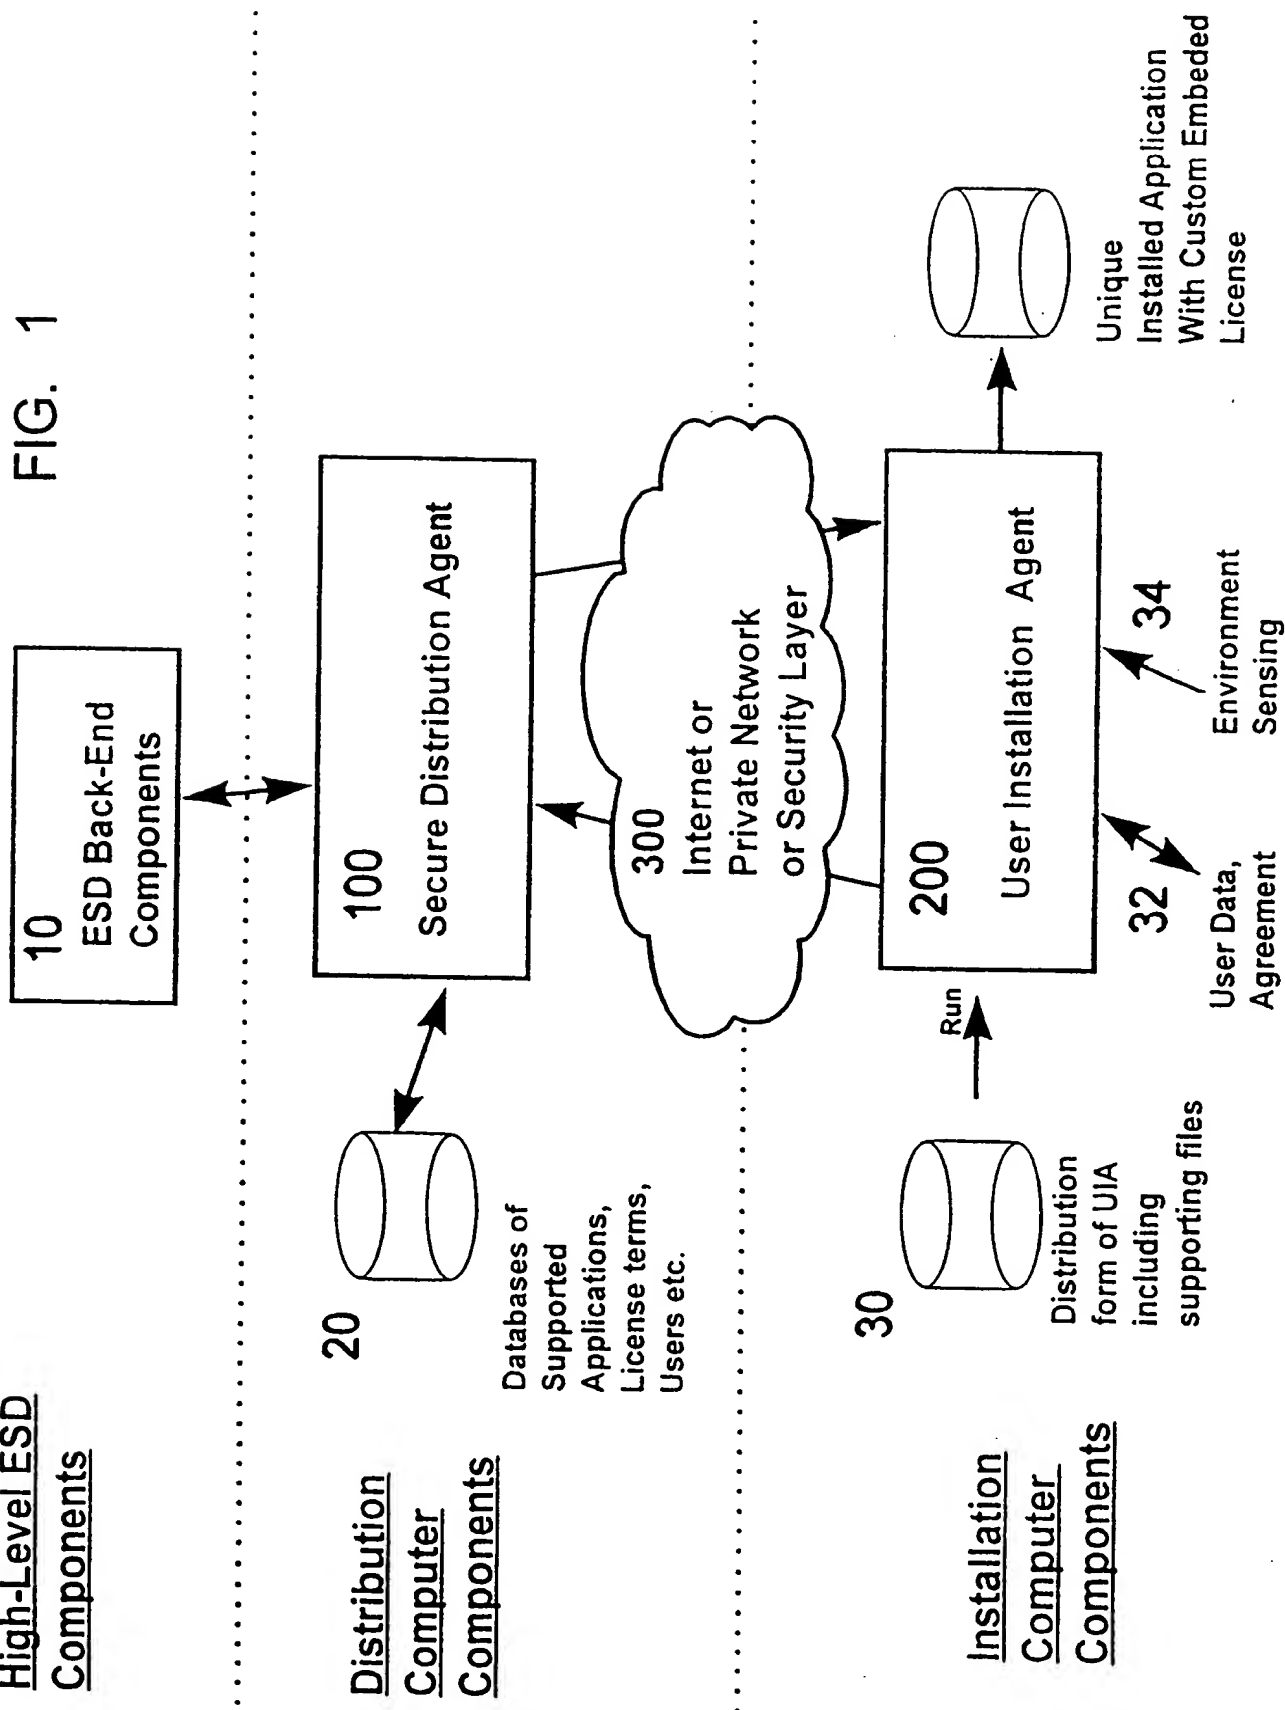 FIG. 1
High-Level ESD
Components
10
ESD Back-End
Components
Distribution
Computer
Components
20
Databases of
Supported
Applications,
License terms,
Users etc.
100
Secure Distribution Agent
300
Internet or
Private Network
or Security Layer
Installation
Computer
Components
30
Distribution
form of UIA
including
supporting files
Run
200
User Installation Agent
32
User Data,
Agreement
34
Environment
Sensing
Unique
Installed Application
With Custom Embeded
License